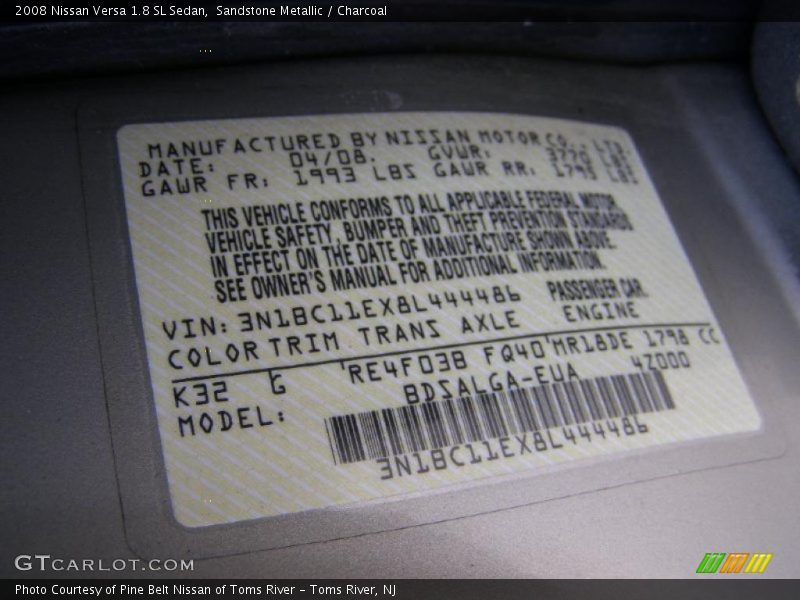 2008 Nissan Versa 1.8 SL Sedan,  Sandstone Metallic / Charcoal
MANUFACTURED BY NISSAN MOTOR CO., LTD.
DATE: 04/08. GVWR: 3770 LBS
GAWR FR: 1993 LBS GAWR RR: 1793 LBS
THIS VEHICLE CONFORMS TO ALL APPLICABLE FEDERAL MOTOR
VEHICLE SAFETY, BUMPER AND THEFT PREVENTION STANDARDS
IN EFFECT ON THE DATE OF MANUFACTURE SHOWN ABOVE.
SEE OWNER'S MANUAL FOR ADDITIONAL INFORMATION.
VIN: 3N1BC11EX8L444486 PASSENGER CAR.
COLOR TRIM TRANS AXLE ENGINE
K32 G RE4F03B FQ40 MR18DE 1798 CC
MODEL: BDSALGA-EUA 4Z000
3N1BC11EX8L444486
GTCARLOT.COM
Photo Courtesy of Pine Belt Nissan of Toms River – Toms River, NJ